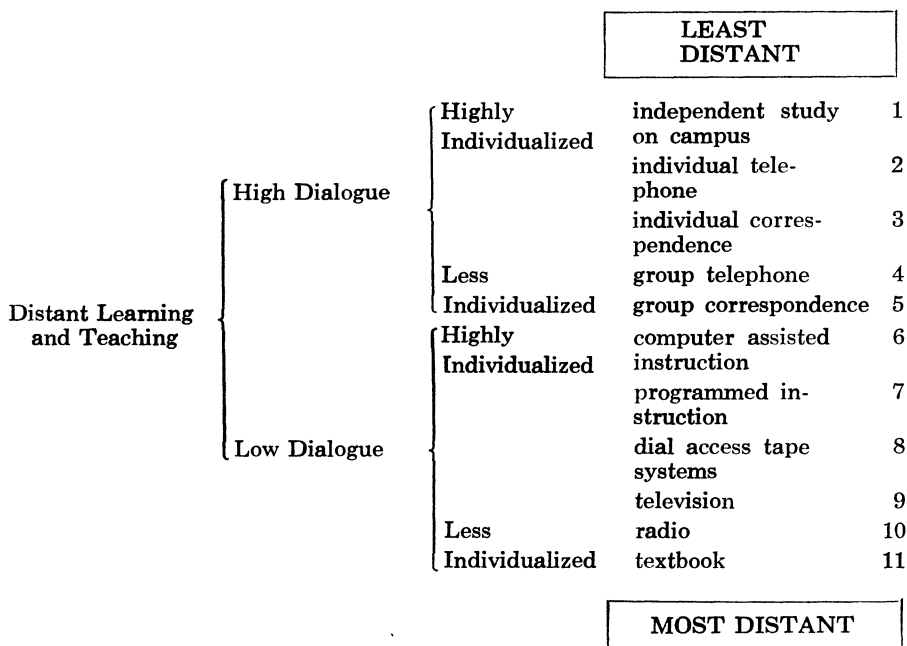 LEAST
DISTANT
Highly independent study 1
Individualized on campus
individual tele- 2
phone
High Dialogue
individual corres- 3
pendence
Less group telephone 4
Individualized group correspondence 5
Distant Learning
and Teaching
Highly computer assisted 6
Individualized instruction
programmed in- 7
struction
Low Dialogue
dial access tape 8
systems
television 9
Less radio 10
Individualized textbook 11
MOST DISTANT